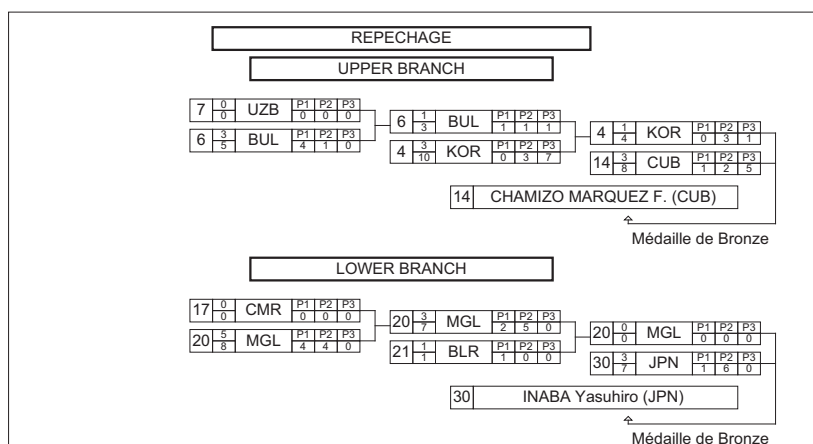 REPECHAGE
UPPER BRANCH
7 0 0 UZB P1 P2 P3 0 0 0
6 3 5 BUL P1 P2 P3 4 1 0
6 1 3 BUL P1 P2 P3 1 1 1
4 3 10 KOR P1 P2 P3 0 3 7
4 1 4 KOR P1 P2 P3 0 3 1
14 3 8 CUB P1 P2 P3 1 2 5
14 CHAMIZO MARQUEZ F. (CUB)
Médaille de Bronze
LOWER BRANCH
17 0 0 CMR P1 P2 P3 0 0 0
20 5 8 MGL P1 P2 P3 4 4 0
20 3 7 MGL P1 P2 P3 2 5 0
21 1 1 BLR P1 P2 P3 1 0 0
20 0 0 MGL P1 P2 P3 0 0 0
30 3 7 JPN P1 P2 P3 1 6 0
30 INABA Yasuhiro (JPN)
Médaille de Bronze